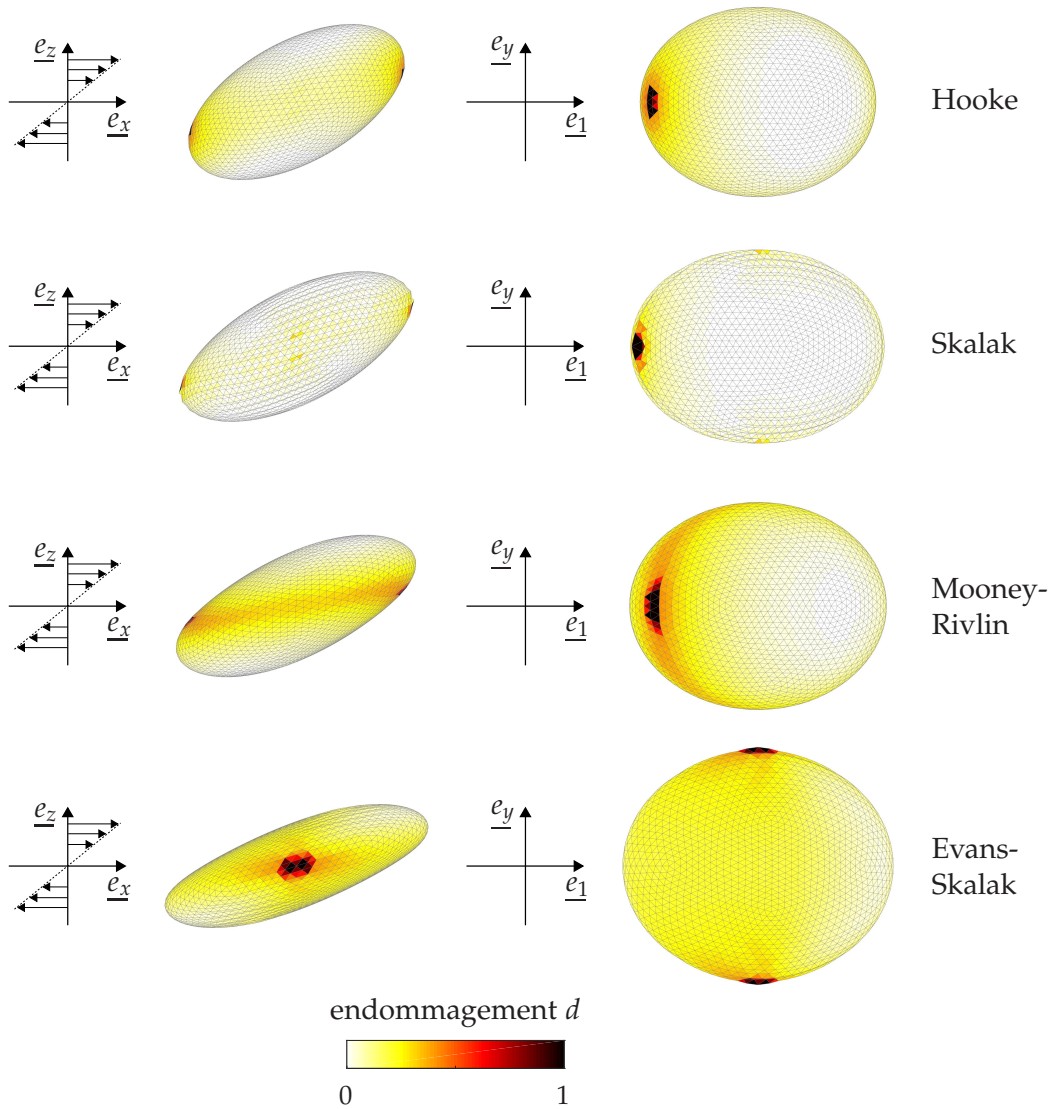 e_z
e_x
e_y
e_1
Hooke
e_z
e_x
e_y
e_1
Skalak
e_z
e_x
e_y
e_1
Mooney-
Rivlin
e_z
e_x
e_y
e_1
Evans-
Skalak
endommagement d
0 1